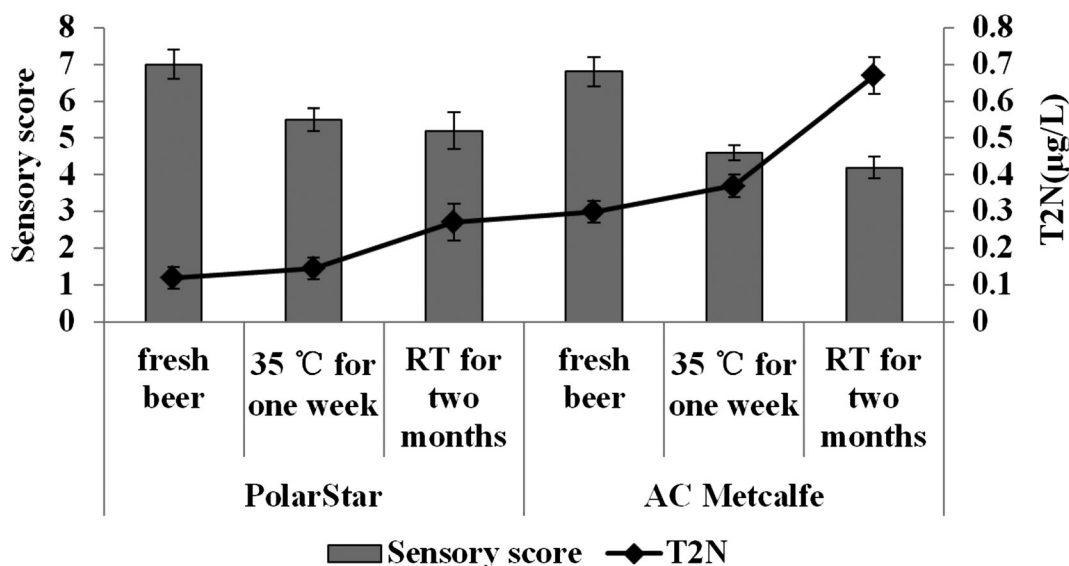 Sensory score
8
7
6
5
4
3
2
1
0
0.8
0.7
0.6
0.5
0.4
0.3
0.2
0.1
0
T2N(μg/L)
fresh
beer
35 ℃ for
one week
RT for
two
months
fresh
beer
35 ℃ for
one week
RT for
two
months
PolarStar
AC Metcalfe
Sensory score
T2N